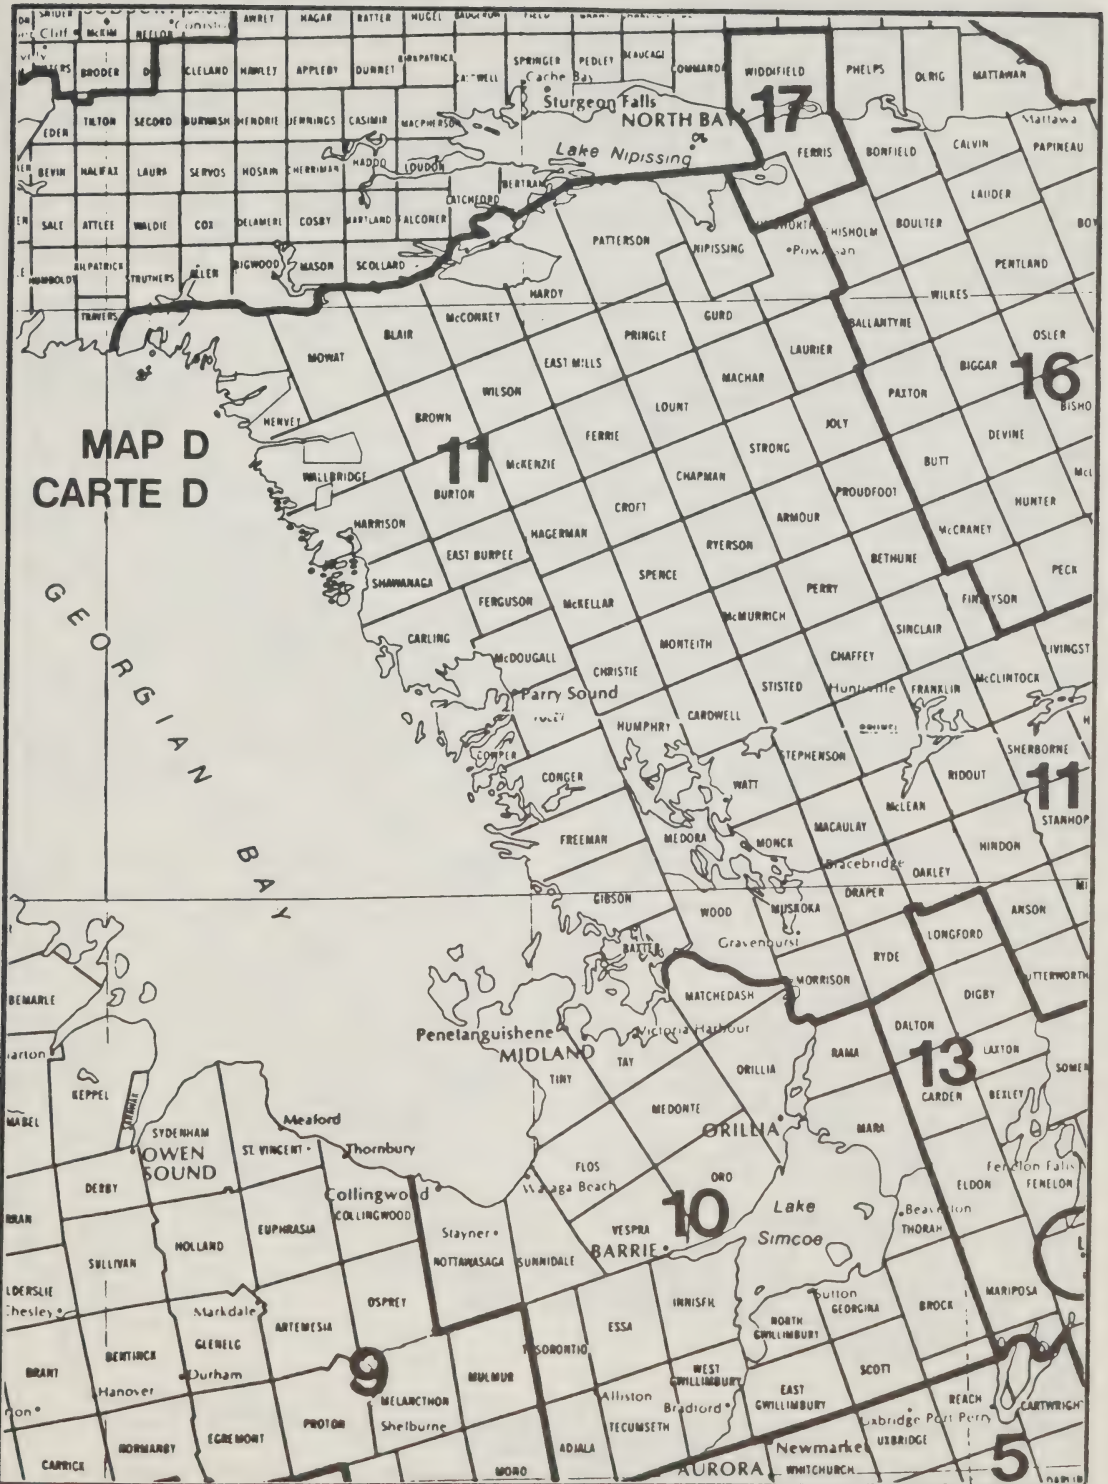 AWREY HAGAR RATTER HUGEL
SNIDER
Cliff McKIM
BRODER CLELAND HAWLEY APPLEBY DUNNET KIRKPATRICK SPRINGER PEDLEY WIDDIFIELD PHELPS OLRIG MATTAWAN
Cache Bay
Sturgeon Falls
NORTH BAY 17
EDEN TILTON SECORD BURWASH HENDRIE JENNINGS CASIMIR MACPHERSON
Mattawa
Lake Nipissing FERRIS BONFIELD CALVIN PAPINEAU
BEVIN HALIFAX LAURA SERVOS HOSKIN CHERRIMAN HADDO LOUDON
BERTRAM LAUDER
SALE ATTLEE WALDIE COX DELAMERE COSBY MARTLAND FALCONER
PATTERSON NIPISSING CHISHOLM BOULTER
HUMBOLDT KILPATRICK STRUTHERS ALLEN BIGWOOD MASON SCOLLARD PENTLAND
HARDY WILKES
TRAVERS McCONKEY GURD BALLANTYNE OSLER
MOWAT BLAIR PRINGLE LAURIER
EAST MILLS MACHAR BIGGAR 16
WILSON PAXTON
BROWN LOUNT
HENVEY FERRIE STRONG JOLY DEVINE
MAP D
CARTE D
11
WALLBRIDGE BURTON McKENZIE CHAPMAN BUTT
HARRISON CROFT PROUDFOOT HUNTER
EAST BURPEE HAGERMAN RYERSON ARMOUR McCRANEY
SHAWANAGA SPENCE BETHUNE PECK
FERGUSON McKELLAR PERRY FINLAYSON
CARLING MONTEITH McMURRICH SINCLAIR
GEORGIAN BAY
McDOUGALL CHRISTIE CHAFFEY
Parry Sound STISTED Huntsville FRANKLIN McCLINTOCK
HUMPHRY CARDWELL
COWPER STEPHENSON SHERBORNE
CONGER WATT RIDOUT 11
McLEAN STANHOP
FREEMAN MEDORA MONCK MACAULAY HINDON
Bracebridge OAKLEY
GIBSON WOOD MUSKOKA DRAPER ANSON
BAXTER Gravenhurst RYDE LONGFORD
BEMARLE MATCHEDASH MORRISON DIGBY
Penetanguishene Victoria Harbour DALTON
MIDLAND TAY RAMA LAXTON
iarton
KEPPEL TINY ORILLIA 13
SARAWAK MEDONTE CARDEN BEXLEY
SYDENHAM Meaford ORILLIA MARA
OWEN
SOUND
ST. VINCENT Thornbury
DERBY FLOS ORO ELDON Fenelon Falls
FENELON
Collingwood Wasaga Beach
COLLINGWOOD
EUPHRASIA Stayner VESPRA 10 Lake
Simcoe
Beaverton
THORAH
SULLIVAN HOLLAND BARRIE
NOTTAWASAGA SUNNIDALE
Chesley Markdale OSPREY INNISFIL Sutton
GEORGINA BROCK MARIPOSA
GLENELG ARTEMESIA ESSA NORTH
GWILLIMBURY
BRANT BENTINCK 9 MULMUR TOSORONTIO
Hanover Durham MELANCTHON Alliston WEST
GWILLIMBURY SCOTT
PROTON Shelburne TECUMSETH Bradford EAST
GWILLIMBURY REACH CARTWRIGH
CARRICK NORMANBY EGREMONT MONO ADJALA Newmarket Uxbridge Port Perry
UXBRIDGE 5
AURORA WHITCHURCH